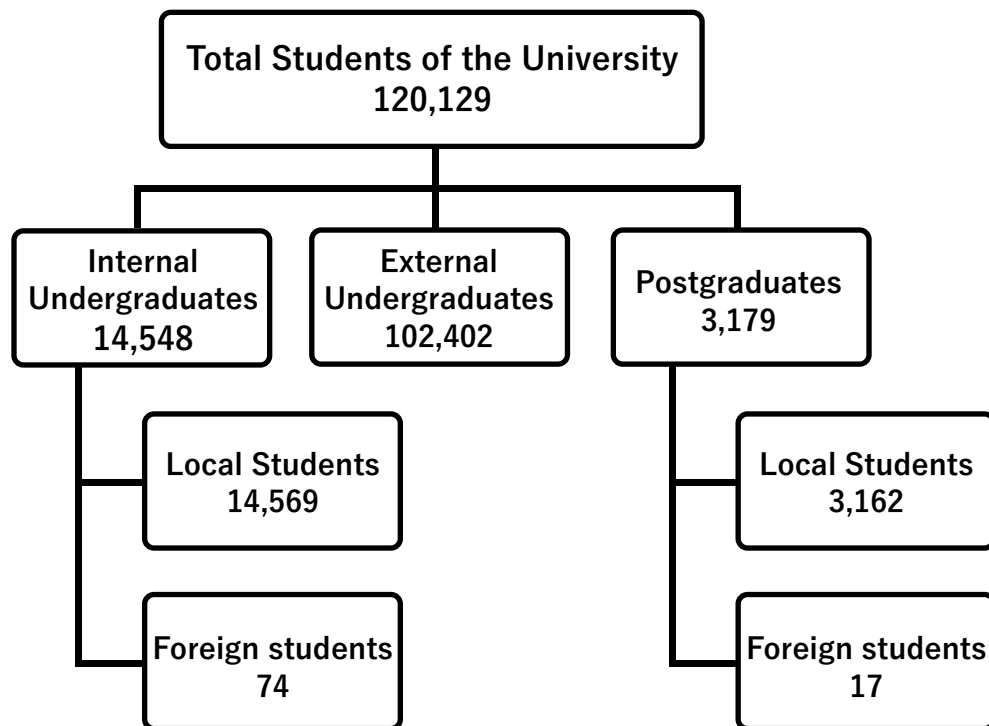 Total Students of the University
120,129
Internal
Undergraduates
14,548
External
Undergraduates
102,402
Postgraduates
3,179
Local Students
14,569
Local Students
3,162
Foreign students
74
Foreign students
17